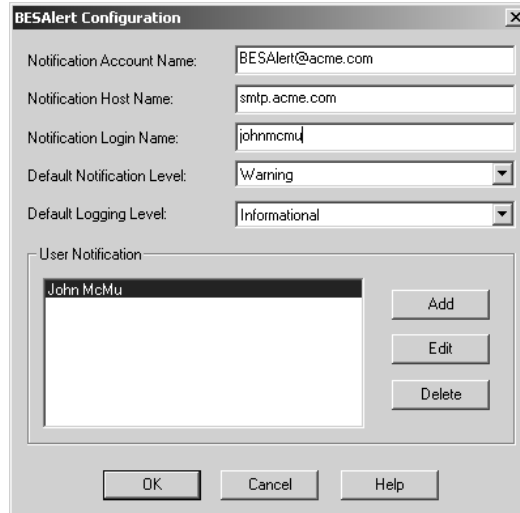 BESAlert Configuration
Notification Account Name: BESAlert@acme.com
Notification Host Name: smtp.acme.com
Notification Login Name: johnmcmu
Default Notification Level: Warning
Default Logging Level: Informational
User Notification
John McMu
Add
Edit
Delete
OK Cancel Help